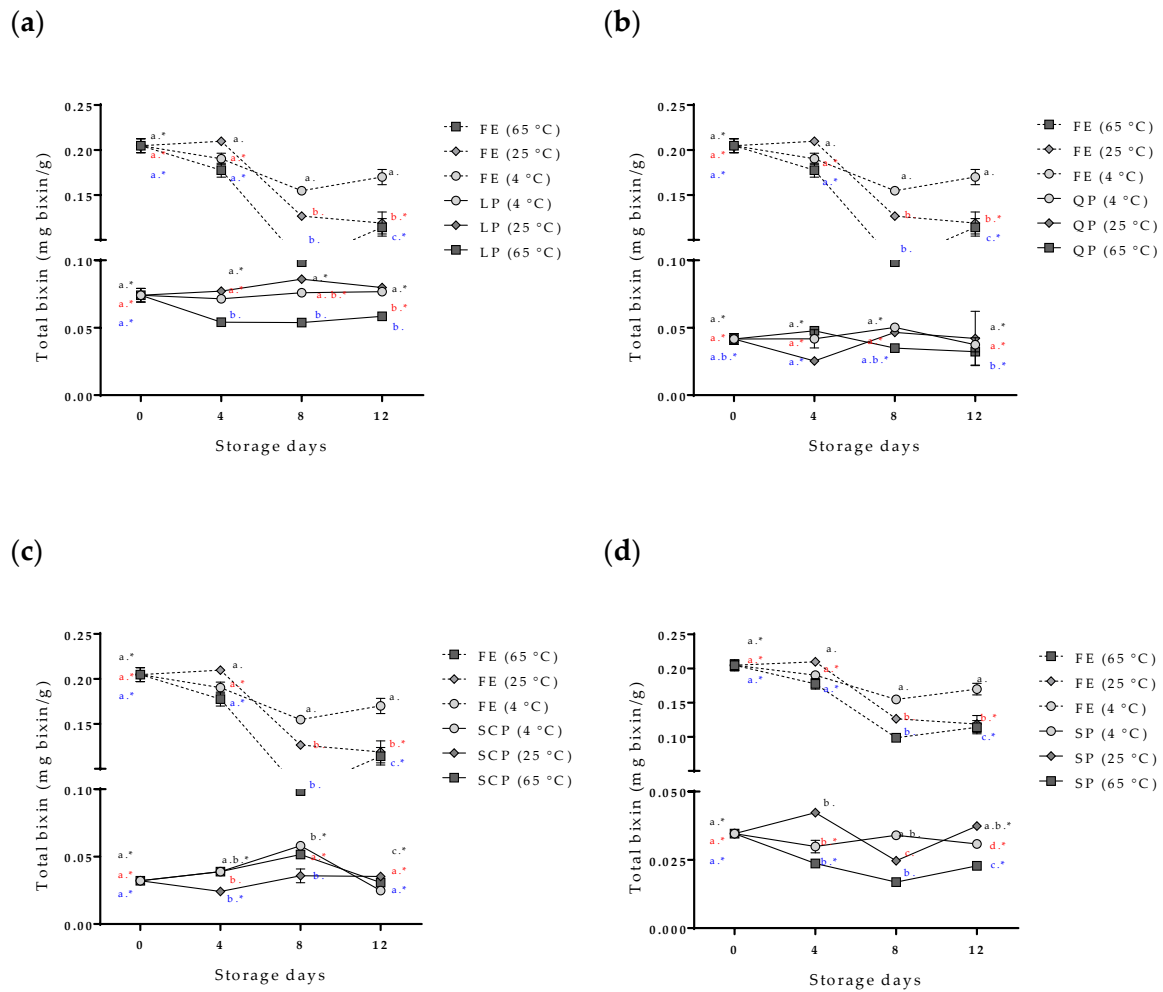 (a)
0.25
0.20
0.15
0.10
0.05
0.00
Total bixin (mg bixin/g)
a.*
a.*
a.*
a.
a.*
a.*
a.
b.
b.
a.
b.*
c.*
a.*
a.*
a.*
a.*
a.*
b.
a.*
a.b.*
b.
a.*
b.*
b.
0
4
8
12
Storage days
FE (65 °C)
FE (25 °C)
FE (4 °C)
LP (4 °C)
LP (25 °C)
LP (65 °C)
(b)
0.25
0.20
0.15
0.10
0.05
0.00
Total bixin (mg bixin/g)
a.*
a.*
a.*
a.
a.*
a.*
a.
b.
b.
a.
b.*
c.*
a.*
a.*
a.b.*
a.*
a.*
a.*
a.*
a.*
a.b.*
a.*
a.*
b.*
0
4
8
12
Storage days
FE (65 °C)
FE (25 °C)
FE (4 °C)
QP (4 °C)
QP (25 °C)
QP (65 °C)
(c)
0.25
0.20
0.15
0.10
0.05
0.00
Total bixin (mg bixin/g)
a.*
a.*
a.*
a.
a.*
a.*
a.
b.
b.
a.
b.*
c.*
a.*
a.*
a.*
a.b.*
b.
b.*
b.*
a.*
b.
c.*
a.*
a.*
0
4
8
12
Storage days
FE (65 °C)
FE (25 °C)
FE (4 °C)
SCP (4 °C)
SCP (25 °C)
SCP (65 °C)
(d)
0.25
0.20
0.15
0.10
0.050
0.025
0.000
Total bixin (mg bixin/g)
a.*
a.*
a.*
a.
a.*
a.*
a.
b.
b.
a.
b.*
c.*
a.*
a.*
a.*
b.
b.*
b.*
a.b.
c.
b.
a.b.*
d.*
c.*
0
4
8
12
Storage days
FE (65 °C)
FE (25 °C)
FE (4 °C)
SP (4 °C)
SP (25 °C)
SP (65 °C)